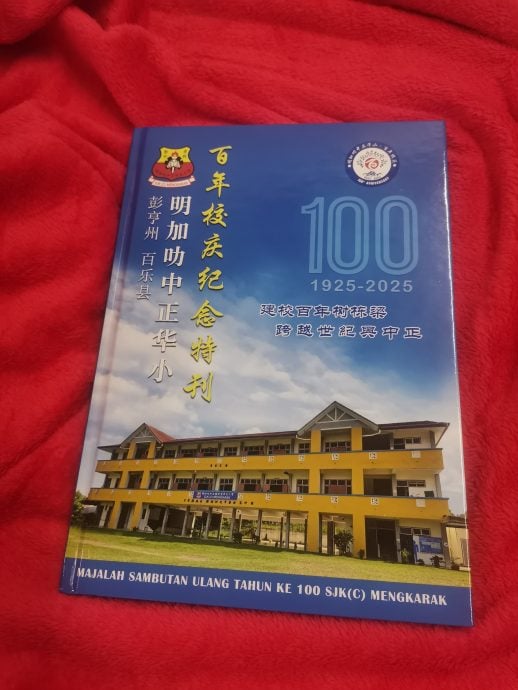 百年校庆纪念特刊
明加叻中正华小
彭亨州 百乐县
100
1925-2025
建校百年树栋梁
跨越世紀興中正
MAJALAH SAMBUTAN ULANG TAHUN KE 100 SJK(C) MENGKARAK